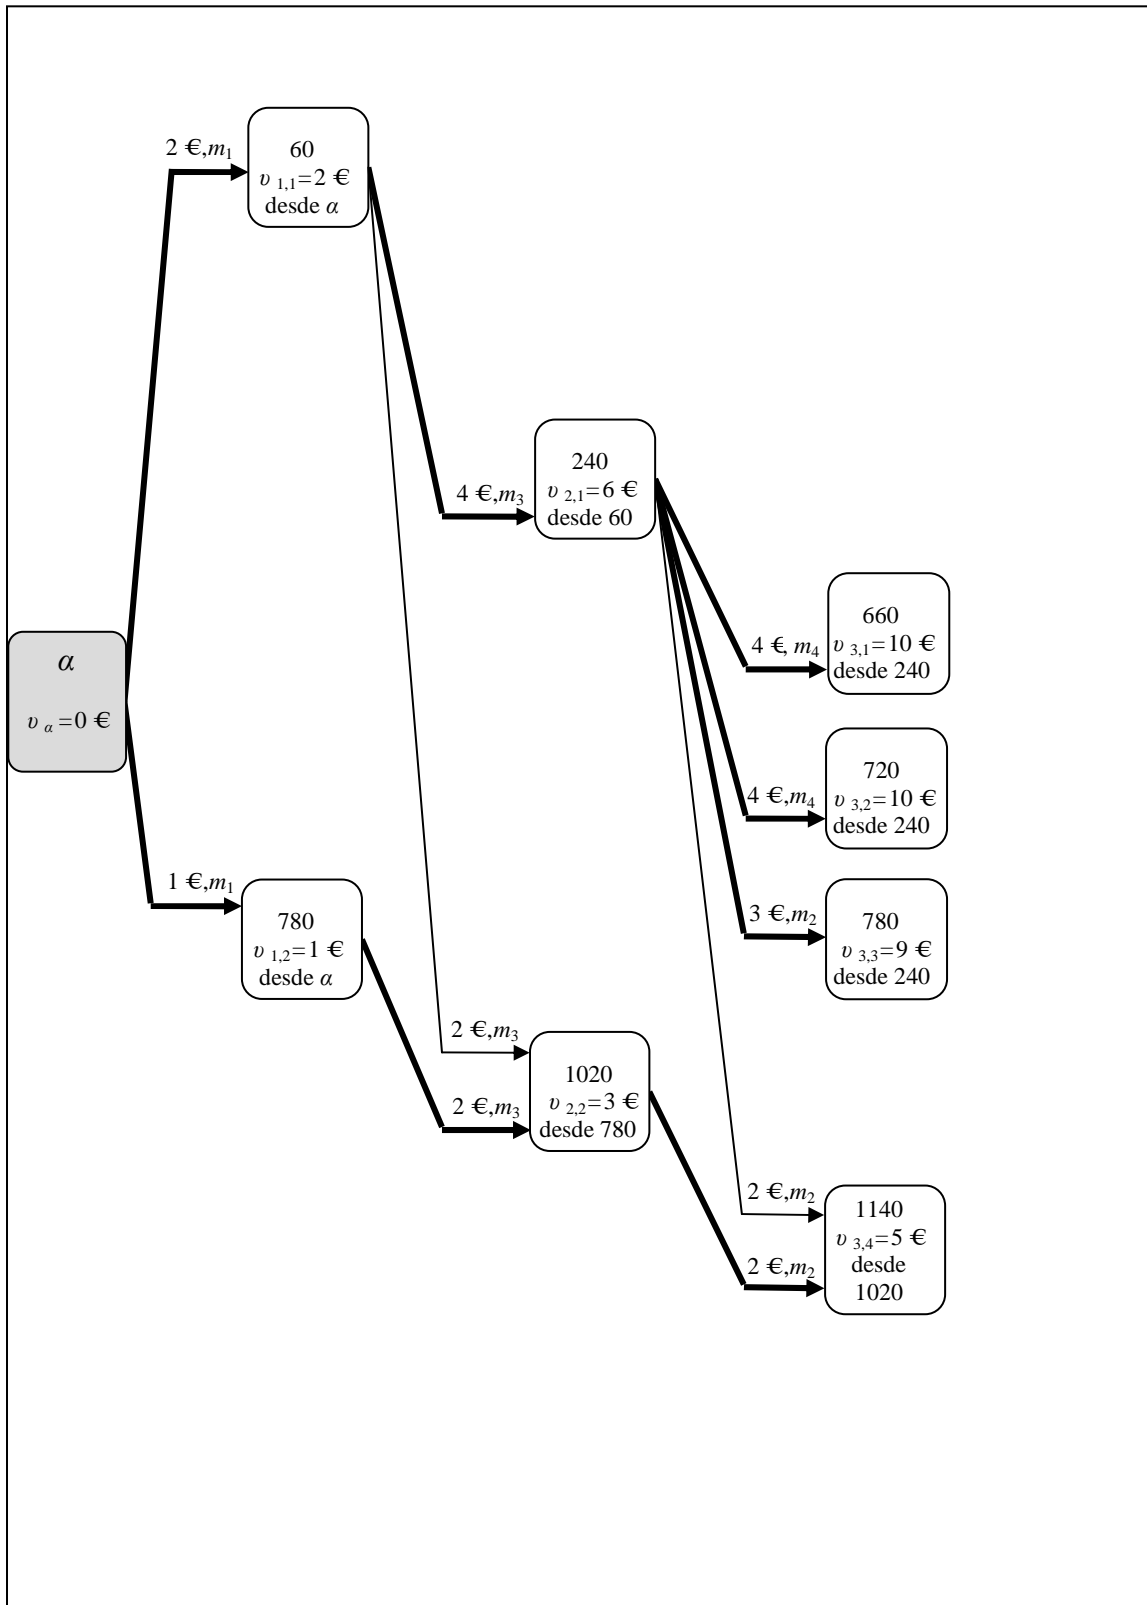 2 €,m₁
60
υ ₁,₁=2 €
desde α
240
υ ₂,₁=6 €
desde 60
4 €,m₃
660
υ ₃,₁=10 €
desde 240
4 €, m₄
α
υ α =0 €
720
υ ₃,₂=10 €
desde 240
4 €,m₄
1 €,m₁
780
υ ₁,₂=1 €
desde α
3 €,m₂
780
υ ₃,₃=9 €
desde 240
2 €,m₃
1020
υ ₂,₂=3 €
desde 780
2 €,m₃
2 €,m₂
1140
υ ₃,₄=5 €
desde
1020
2 €,m₂